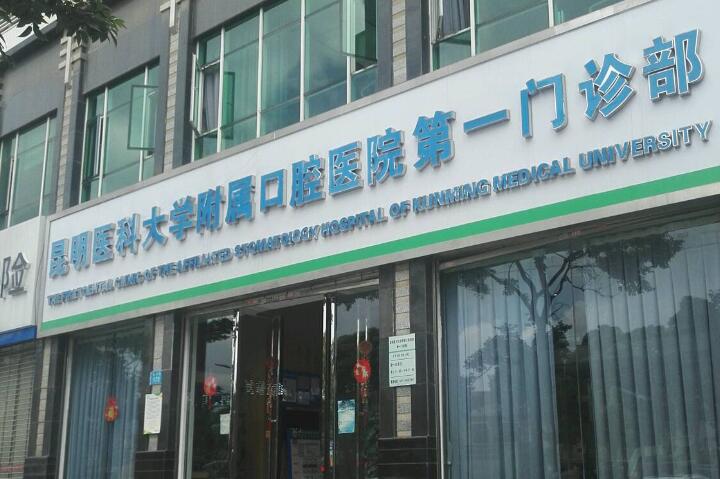 昆明医科大学附属口腔医院第一门诊部
THE FIRST DENTAL CLINIC OF THE AFFILIATED STOMATOLOGY HOSPITAL OF KUNMING MEDICAL UNIVERSITY